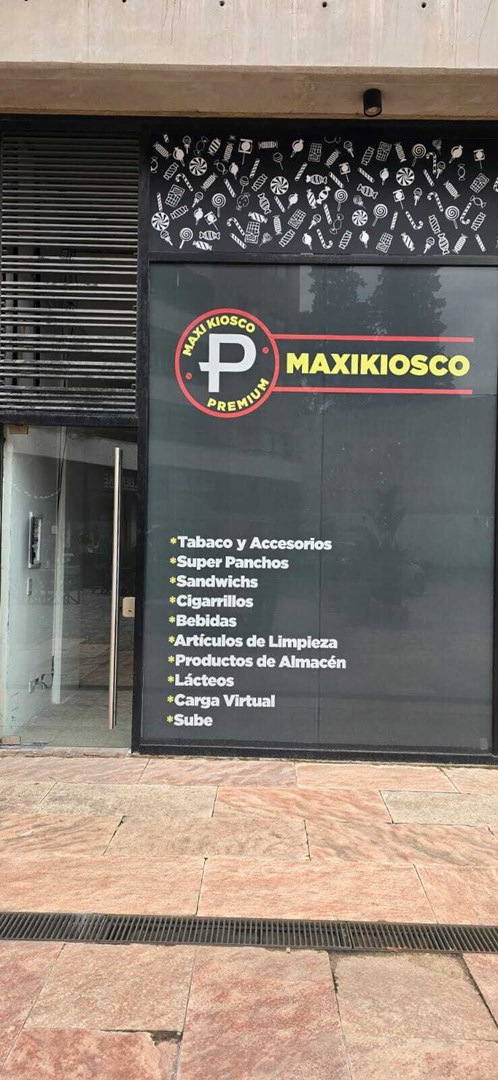 MAXI KIOSCO
P
PREMIUM
MAXIKIOSCO
*Tabaco y Accesorios
*Super Panchos
*Sandwichs
*Cigarrillos
*Bebidas
*Artículos de Limpieza
*Productos de Almacén
*Lácteos
*Carga Virtual
*Sube